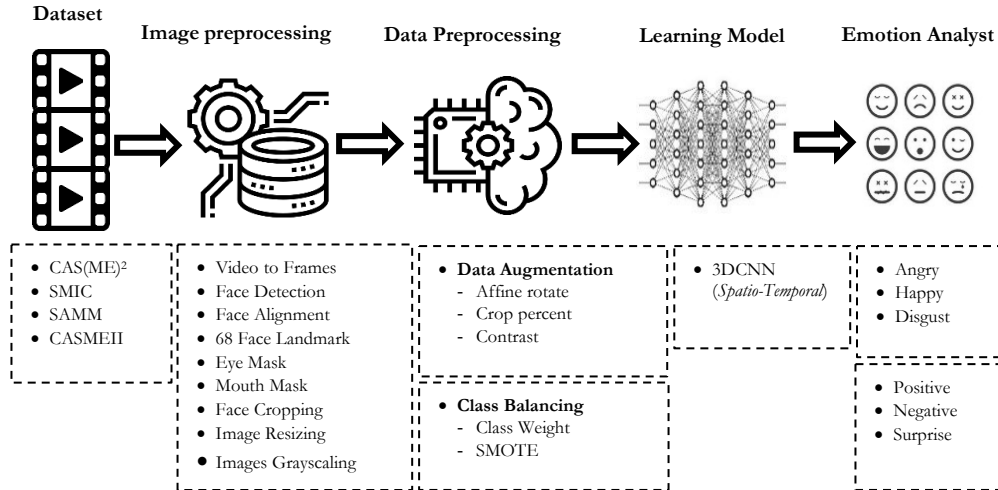 Dataset
Image preprocessing
Data Preprocessing
Learning Model
Emotion Analyst
• CAS(ME)²
• SMIC
• SAMM
• CASMEII
• Video to Frames
• Face Detection
• Face Alignment
• 68 Face Landmark
• Eye Mask
• Mouth Mask
• Face Cropping
• Image Resizing
• Images Grayscaling
• Data Augmentation
- Affine rotate
- Crop percent
- Contrast
• Class Balancing
- Class Weight
- SMOTE
• 3DCNN
(Spatio-Temporal)
• Angry
• Happy
• Disgust
• Positive
• Negative
• Surprise